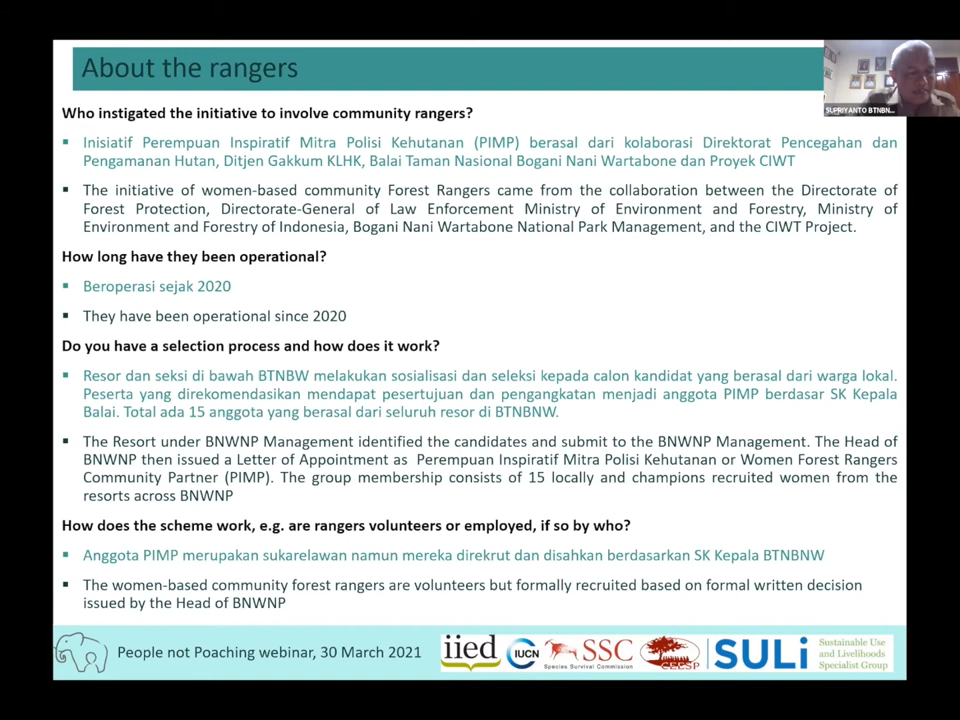 About the rangers
SUPRIYANTO BTNBN...
Who instigated the initiative to involve community rangers?
▪ Inisiatif Perempuan Inspiratif Mitra Polisi Kehutanan (PIMP) berasal dari kolaborasi Direktorat Pencegahan dan
Pengamanan Hutan, Ditjen Gakkum KLHK, Balai Taman Nasional Bogani Nani Wartabone dan Proyek CIWT
▪ The initiative of women-based community Forest Rangers came from the collaboration between the Directorate of
Forest Protection, Directorate-General of Law Enforcement Ministry of Environment and Forestry, Ministry of
Environment and Forestry of Indonesia, Bogani Nani Wartabone National Park Management, and the CIWT Project.
How long have they been operational?
▪ Beroperasi sejak 2020
▪ They have been operational since 2020
Do you have a selection process and how does it work?
▪ Resor dan seksi di bawah BTNBW melakukan sosialisasi dan seleksi kepada calon kandidat yang berasal dari warga lokal.
Peserta yang direkomendasikan mendapat pesertujuan dan pengangkatan menjadi anggota PIMP berdasar SK Kepala
Balai. Total ada 15 anggota yang berasal dari seluruh resor di BTNBNW.
▪ The Resort under BNWNP Management identified the candidates and submit to the BNWNP Management. The Head of
BNWNP then issued a Letter of Appointment as Perempuan Inspiratif Mitra Polisi Kehutanan or Women Forest Rangers
Community Partner (PIMP). The group membership consists of 15 locally and champions recruited women from the
resorts across BNWNP
How does the scheme work, e.g. are rangers volunteers or employed, if so by who?
▪ Anggota PIMP merupakan sukarelawan namun mereka direkrut dan disahkan berdasarkan SK Kepala BTNBNW
▪ The women-based community forest rangers are volunteers but formally recruited based on formal written decision
issued by the Head of BNWNP
People not Poaching webinar, 30 March 2021
iied
IUCN
SSC
Species Survival Commission
CEESP
SULi
Sustainable Use
and Livelihoods
Specialist Group